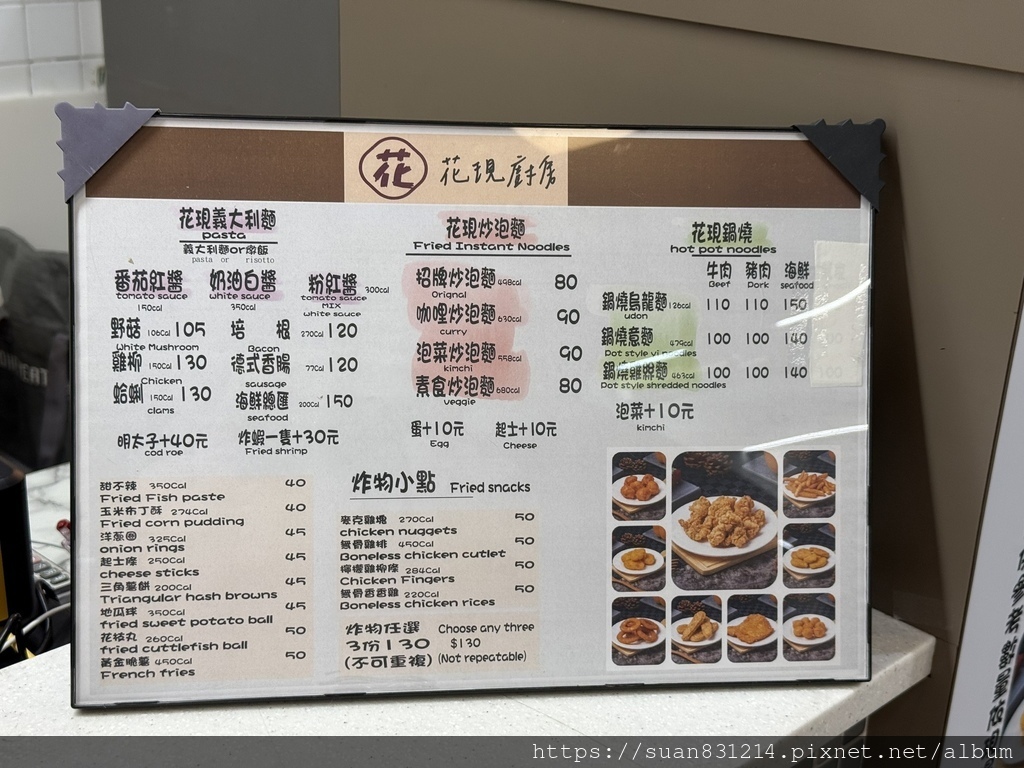 花 花現廚房
花現義大利麵
pasta
義大利麵or燉飯
pasta or risotto
番茄紅醬 奶油白醬 粉紅醬 300cal
tomato sauce white sauce tomato sauce
MIX
white sauce
150cal 350cal
野菇 106Cal 105 培 根 270Cal 120
White Mushroom Bacon
雞柳 150Cal 130 德式香腸 77Cal 120
Chicken sausage
蛤蜊 150Cal 130 海鮮總匯 200Cal 150
clams seafood
明太子+40元 炸蝦一隻+30元
cod roe Fried shrimp
花現炒泡麵
Fried Instant Noodles
招牌炒泡麵 498cal 80
Orignal
咖哩炒泡麵 630cal 90
curry
泡菜炒泡麵 558cal 90
kimchi
素食炒泡麵 680cal 80
veggie
蛋+10元 起士+10元
Egg Cheese
花現鍋燒
hot pot noodles
牛肉 豬肉 海鮮
Beef Pork seafood
鍋燒烏龍麵 126cal 110 110 150
udon
鍋燒意麵 479cal 100 100 140
Pot style yi noodles
鍋燒雞絲麵 463cal 100 100 140
Pot style shredded noodles
泡菜+10元
kimchi
甜不辣 350Cal 40
Fried Fish paste
玉米布丁酥 274Cal 40
Fried corn pudding
洋蔥圈 325Cal 45
onion rings
起士條 250Cal 45
cheese sticks
三角薯餅 200Cal 45
Triangular hash browns
地瓜球 350Cal 45
fried sweet potato ball
花枝丸 260Cal 50
fried cuttlefish ball
黃金脆薯 450Cal 50
French fries
炸物小點 Fried snacks
麥克雞塊 270Cal 50
chicken nuggets
無骨雞排 450Cal 50
Boneless chicken cutlet
檸檬雞柳條 284Cal 50
Chicken Fingers
無骨香香雞 220Cal 50
Boneless chicken rices
炸物任選 Choose any three
3份130 $130
(不可重複) (Not repeatable)
https://suan831214.pixnet.net/album